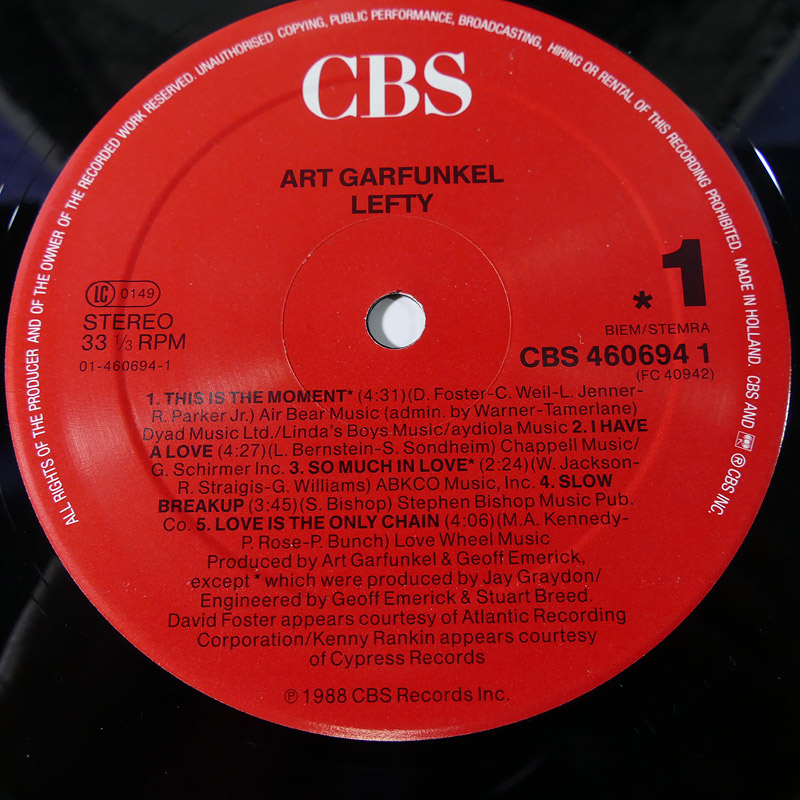 ALL RIGHTS OF THE PRODUCER AND OF THE OWNER OF THE RECORDED WORK RESERVED. UNAUTHORISED COPYING, PUBLIC PERFORMANCE, BROADCASTING, HIRING OR RENTAL OF THIS RECORDING PROHIBITED. MADE IN HOLLAND. CBS AND ℗ CBS INC.
CBS
ART GARFUNKEL
LEFTY
LC 0149
STEREO
33 1/3 RPM
01-460694-1
* 1
BIEM/STEMRA
CBS 460694 1
(FC 40942)
1. THIS IS THE MOMENT* (4:31)(D. Foster-C. Weil-L. Jenner-
R. Parker Jr.) Air Bear Music (admin. by Warner-Tamerlane)
Dyad Music Ltd./Linda's Boys Music/aydiola Music 2. I HAVE
A LOVE (4:27)(L. Bernstein-S. Sondheim) Chappell Music/
G. Schirmer Inc. 3. SO MUCH IN LOVE* (2:24)(W. Jackson-
R. Straigis-G. Williams) ABKCO Music, Inc. 4. SLOW
BREAKUP (3:45)(S. Bishop) Stephen Bishop Music Pub.
Co. 5. LOVE IS THE ONLY CHAIN (4:06)(M.A. Kennedy-
P. Rose-P. Bunch) Love Wheel Music
Produced by Art Garfunkel & Geoff Emerick,
except * which were produced by Jay Graydon/
Engineered by Geoff Emerick & Stuart Breed.
David Foster appears courtesy of Atlantic Recording
Corporation/Kenny Rankin appears courtesy
of Cypress Records
℗ 1988 CBS Records Inc.